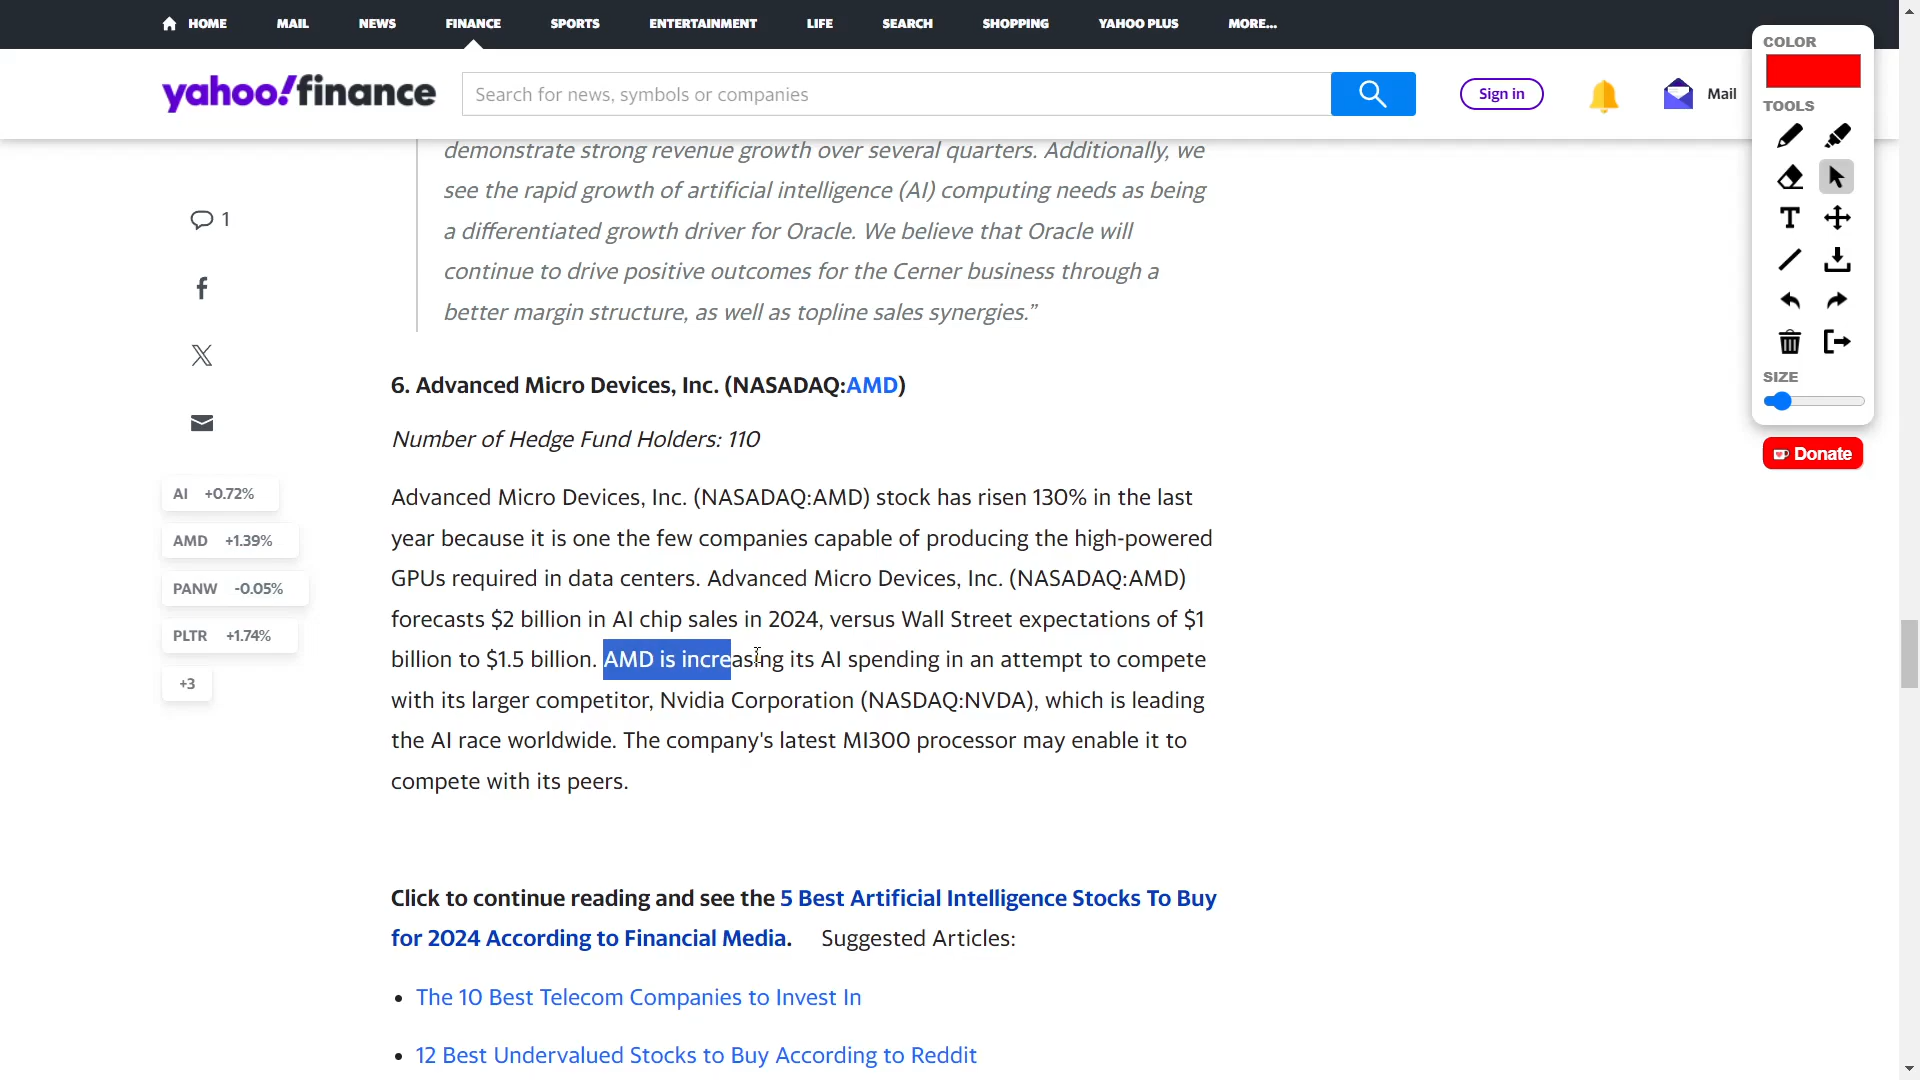 HOME MAIL NEWS FINANCE SPORTS ENTERTAINMENT LIFE SEARCH SHOPPING YAHOO PLUS MORE...
yahoo!finance Search for news, symbols or companies Sign in Mail
COLOR
TOOLS
T
SIZE
Donate
1
AI +0.72%
AMD +1.39%
PANW -0.05%
PLTR +1.74%
+3
demonstrate strong revenue growth over several quarters. Additionally, we
see the rapid growth of artificial intelligence (AI) computing needs as being
a differentiated growth driver for Oracle. We believe that Oracle will
continue to drive positive outcomes for the Cerner business through a
better margin structure, as well as topline sales synergies.”
6. Advanced Micro Devices, Inc. (NASADAQ:AMD)
Number of Hedge Fund Holders: 110
Advanced Micro Devices, Inc. (NASADAQ:AMD) stock has risen 130% in the last
year because it is one the few companies capable of producing the high-powered
GPUs required in data centers. Advanced Micro Devices, Inc. (NASADAQ:AMD)
forecasts $2 billion in AI chip sales in 2024, versus Wall Street expectations of $1
billion to $1.5 billion. AMD is increasing its AI spending in an attempt to compete
with its larger competitor, Nvidia Corporation (NASDAQ:NVDA), which is leading
the AI race worldwide. The company's latest MI300 processor may enable it to
compete with its peers.
Click to continue reading and see the 5 Best Artificial Intelligence Stocks To Buy
for 2024 According to Financial Media. Suggested Articles:
• The 10 Best Telecom Companies to Invest In
• 12 Best Undervalued Stocks to Buy According to Reddit